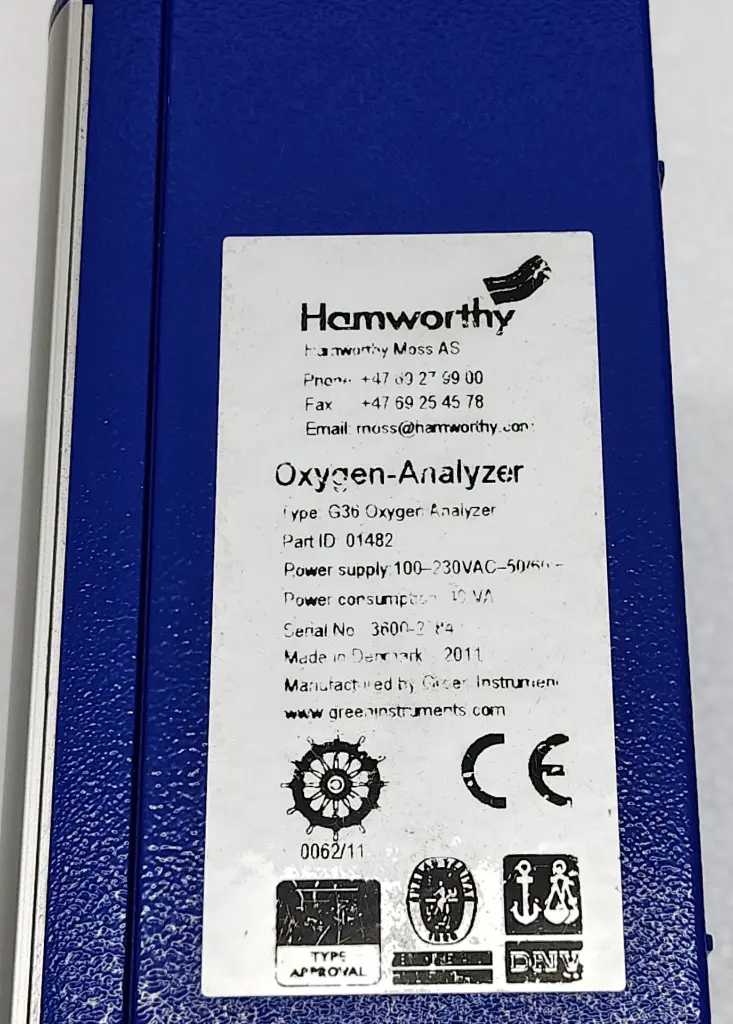 Hamworthy
Hamworthy Moss AS
Phone +47 69 27 99 00
Fax +47 69 25 45 78
Email: moss@hamworthy.com
Oxygen-Analyzer
Type: G36 Oxygen Analyzer
Part ID: 01482
Power supply: 100-230VAC-50/60
Power consumption VA
Serial No
Made in Denmark 2011
Manufactured by Green Instruments
www.greeninstruments.com
CE
0062/11
TYPE
APPROVAL
DNV